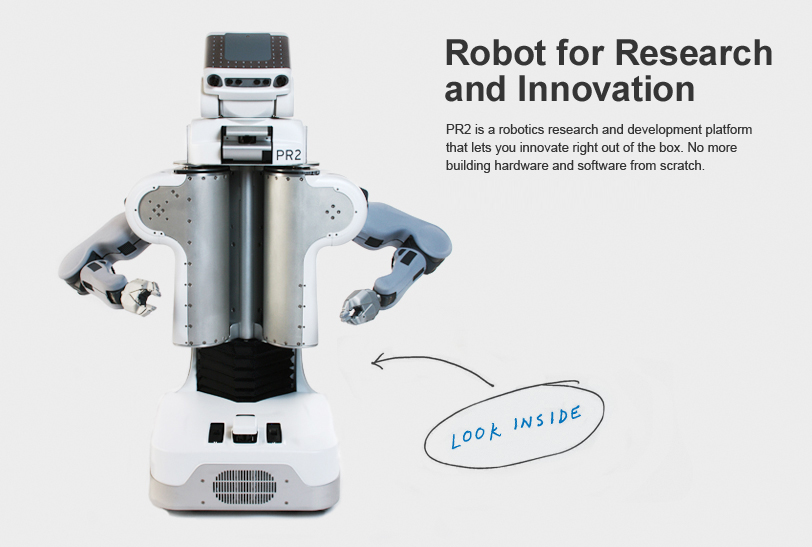 Robot for Research
and Innovation
PR2 is a robotics research and development platform
that lets you innovate right out of the box. No more
building hardware and software from scratch.
PR2
LOOK INSIDE